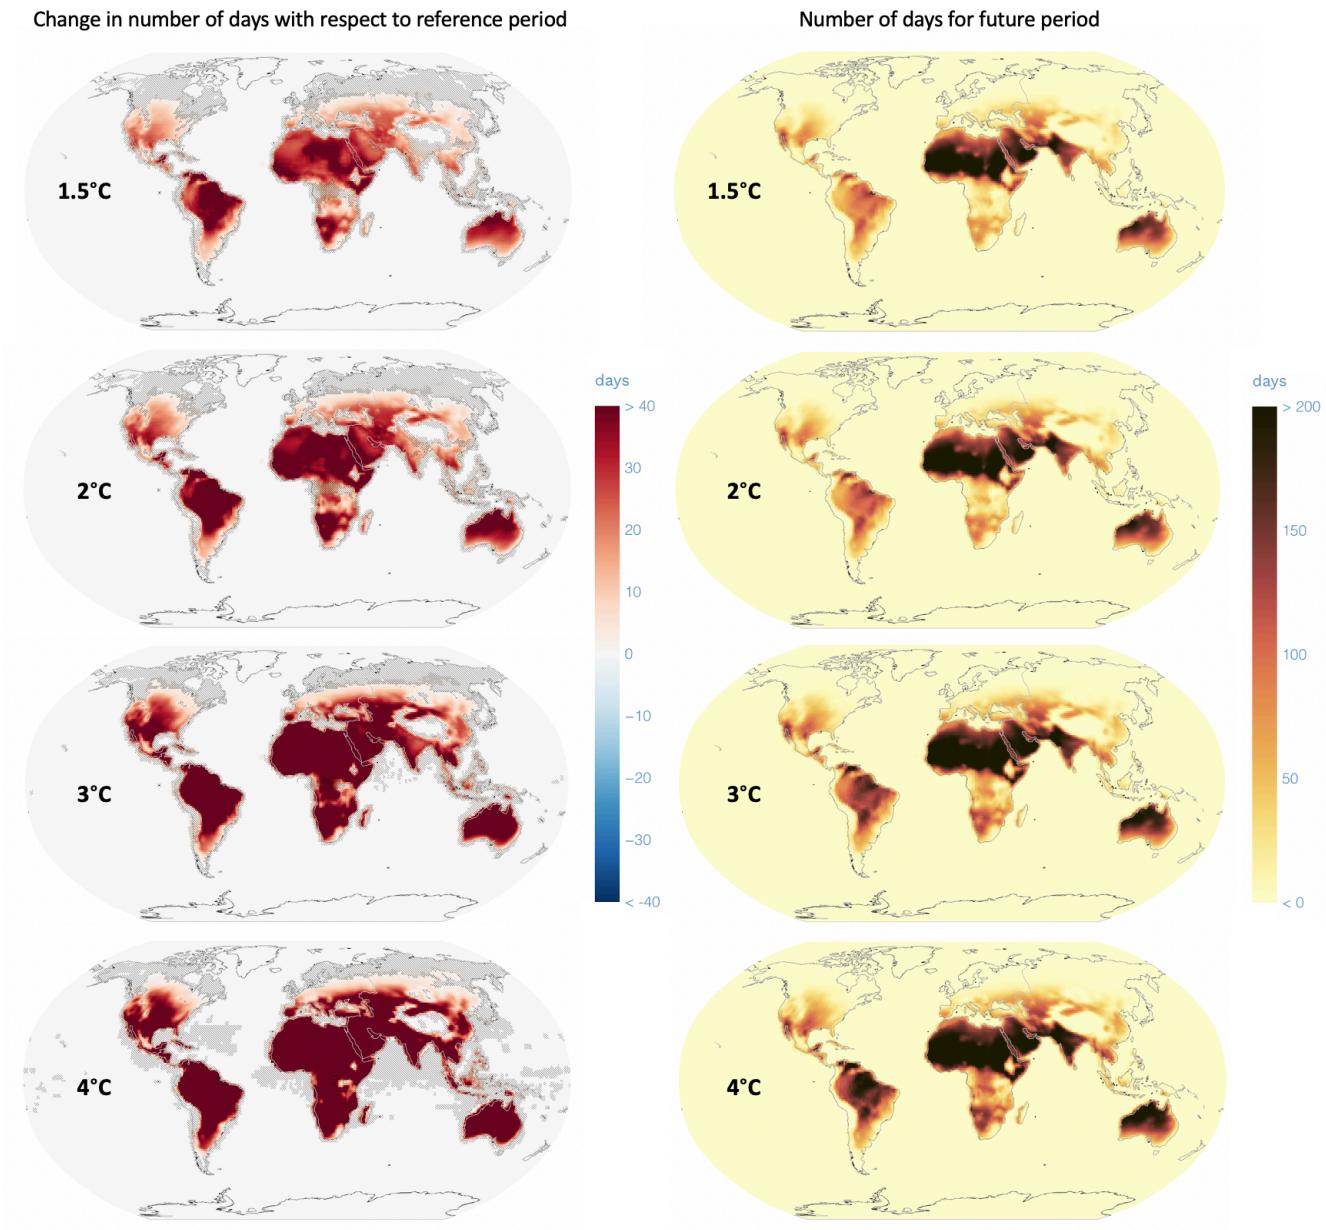 Change in number of days with respect to reference period
Number of days for future period
1.5°C
1.5°C
2°C
days
> 40
30
20
10
0
−10
−20
−30
< -40
2°C
days
> 200
150
100
50
< 0
3°C
3°C
4°C
4°C